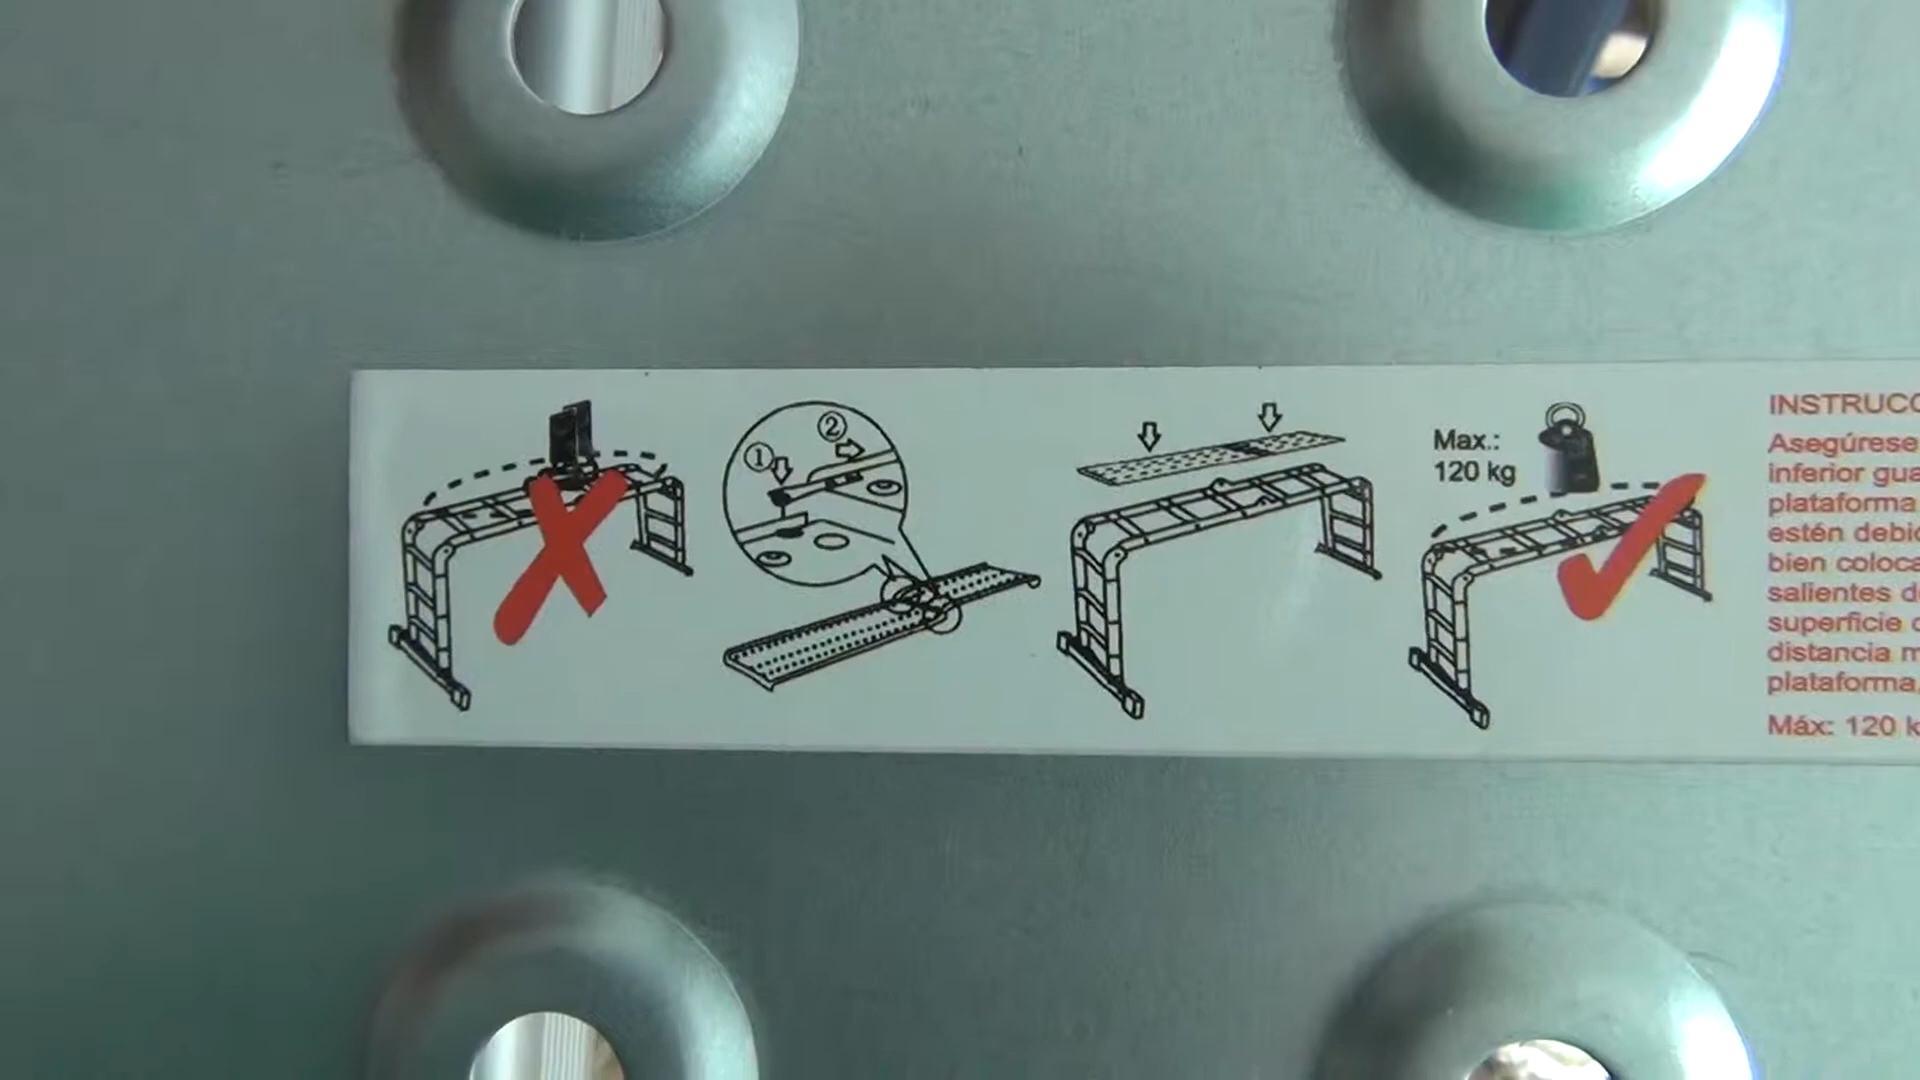 ①
②
Max.:
120 kg
INSTRUCC
Asegúrese
inferior gua
plataforma
estén debic
bien coloca
salientes d
superficie
distancia m
plataforma,
Máx: 120 k